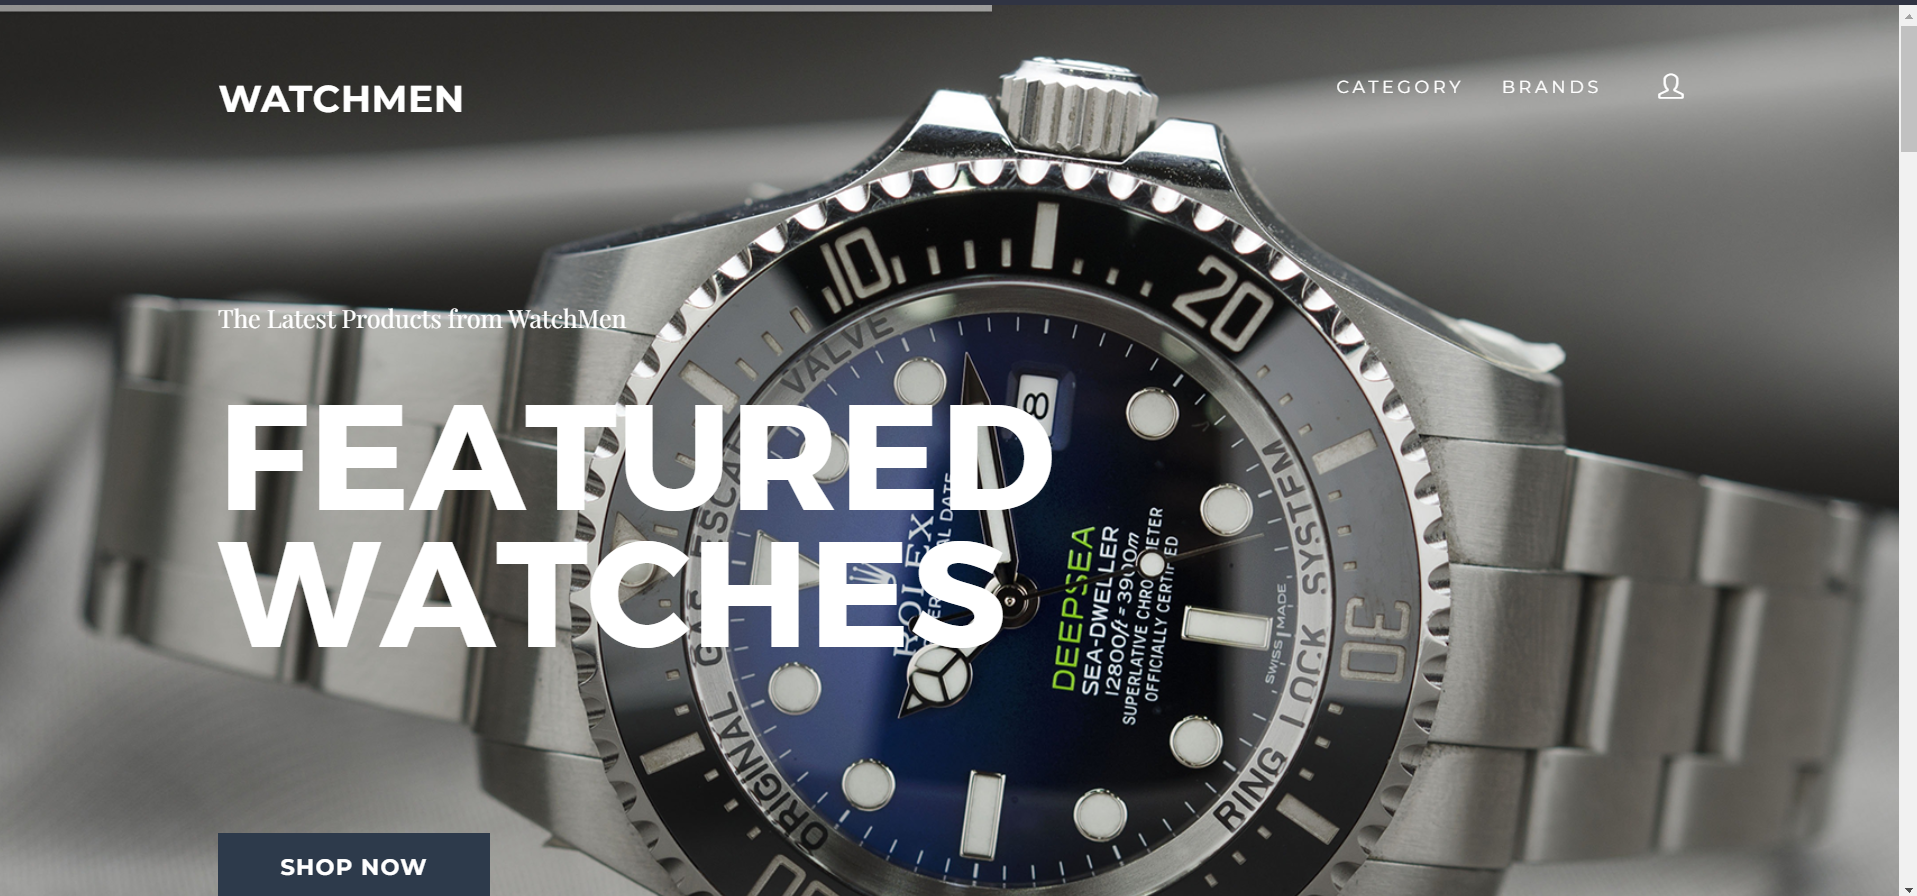 WATCHMEN
CATEGORY
BRANDS
The Latest Products from WatchMen
FEATURED
WATCHES
SHOP NOW
10
20
30
8
VALVE
ESCAPE
GAS
ORIGINAL
RING LOCK SYSTEM
ROLEX
DATE
DEEPSEA
SEA-DWELLER
12800ft = 3900m
SUPERLATIVE CHRONOMETER
OFFICIALLY CERTIFIED
SWISS MADE